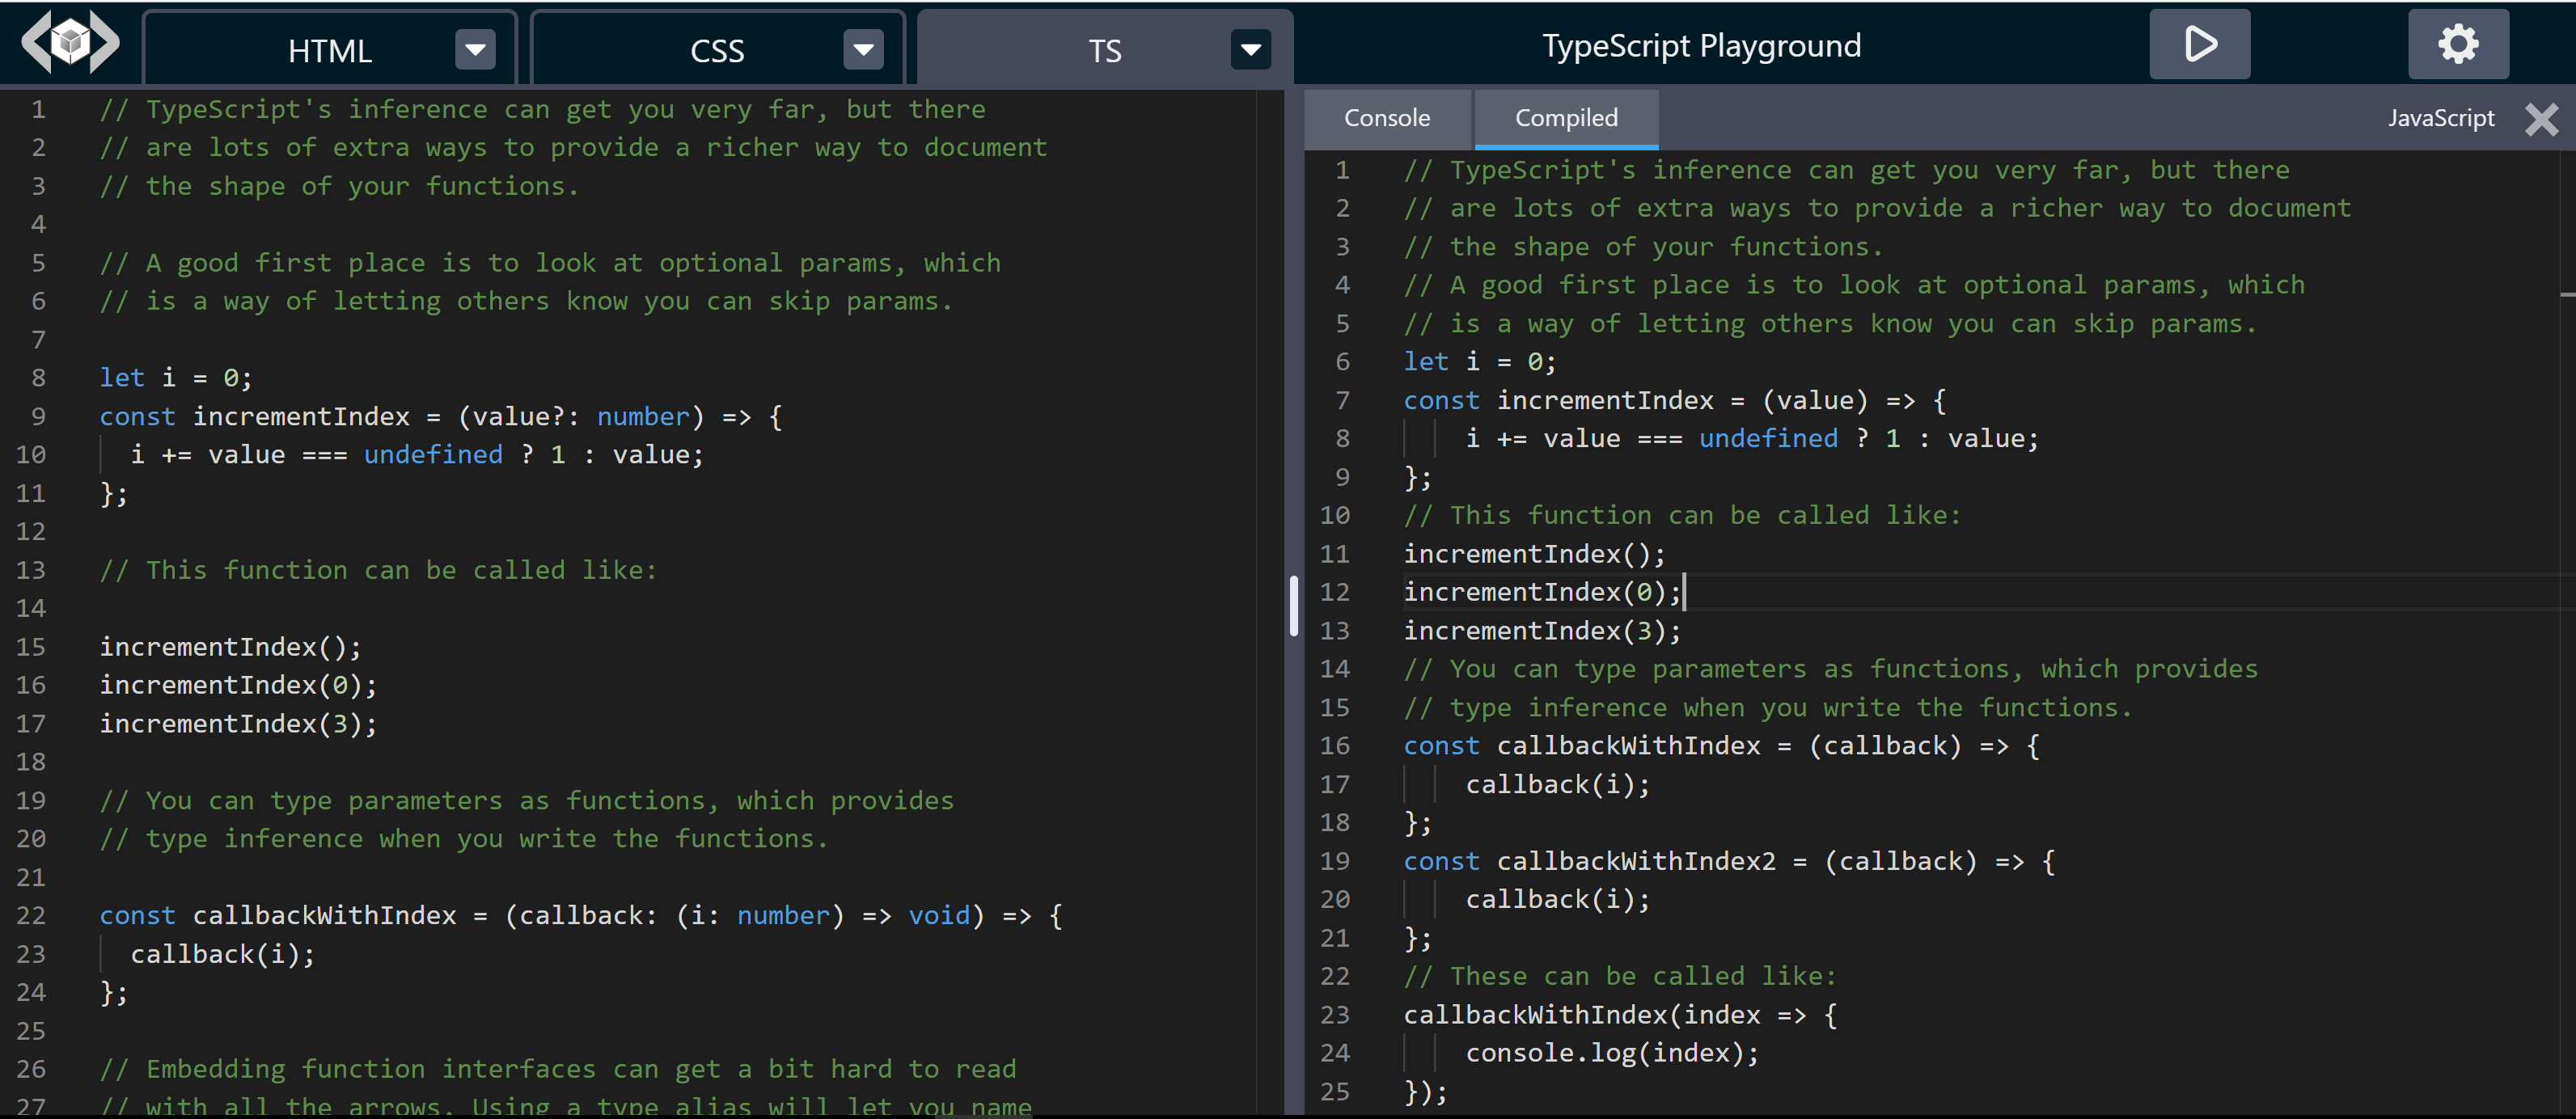 HTML
CSS
TS
TypeScript Playground
1 // TypeScript's inference can get you very far, but there
2 // are lots of extra ways to provide a richer way to document
3 // the shape of your functions.
4
5 // A good first place is to look at optional params, which
6 // is a way of letting others know you can skip params.
7
8 let i = 0;
9 const incrementIndex = (value?: number) => {
10 i += value === undefined ? 1 : value;
11 };
12
13 // This function can be called like:
14
15 incrementIndex();
16 incrementIndex(0);
17 incrementIndex(3);
18
19 // You can type parameters as functions, which provides
20 // type inference when you write the functions.
21
22 const callbackWithIndex = (callback: (i: number) => void) => {
23 callback(i);
24 };
25
26 // Embedding function interfaces can get a bit hard to read
27 // with all the arrows. Using a type alias will let you name
Console
Compiled
JavaScript
1 // TypeScript's inference can get you very far, but there
2 // are lots of extra ways to provide a richer way to document
3 // the shape of your functions.
4 // A good first place is to look at optional params, which
5 // is a way of letting others know you can skip params.
6 let i = 0;
7 const incrementIndex = (value) => {
8 i += value === undefined ? 1 : value;
9 };
10 // This function can be called like:
11 incrementIndex();
12 incrementIndex(0);
13 incrementIndex(3);
14 // You can type parameters as functions, which provides
15 // type inference when you write the functions.
16 const callbackWithIndex = (callback) => {
17 callback(i);
18 };
19 const callbackWithIndex2 = (callback) => {
20 callback(i);
21 };
22 // These can be called like:
23 callbackWithIndex(index => {
24 console.log(index);
25 });